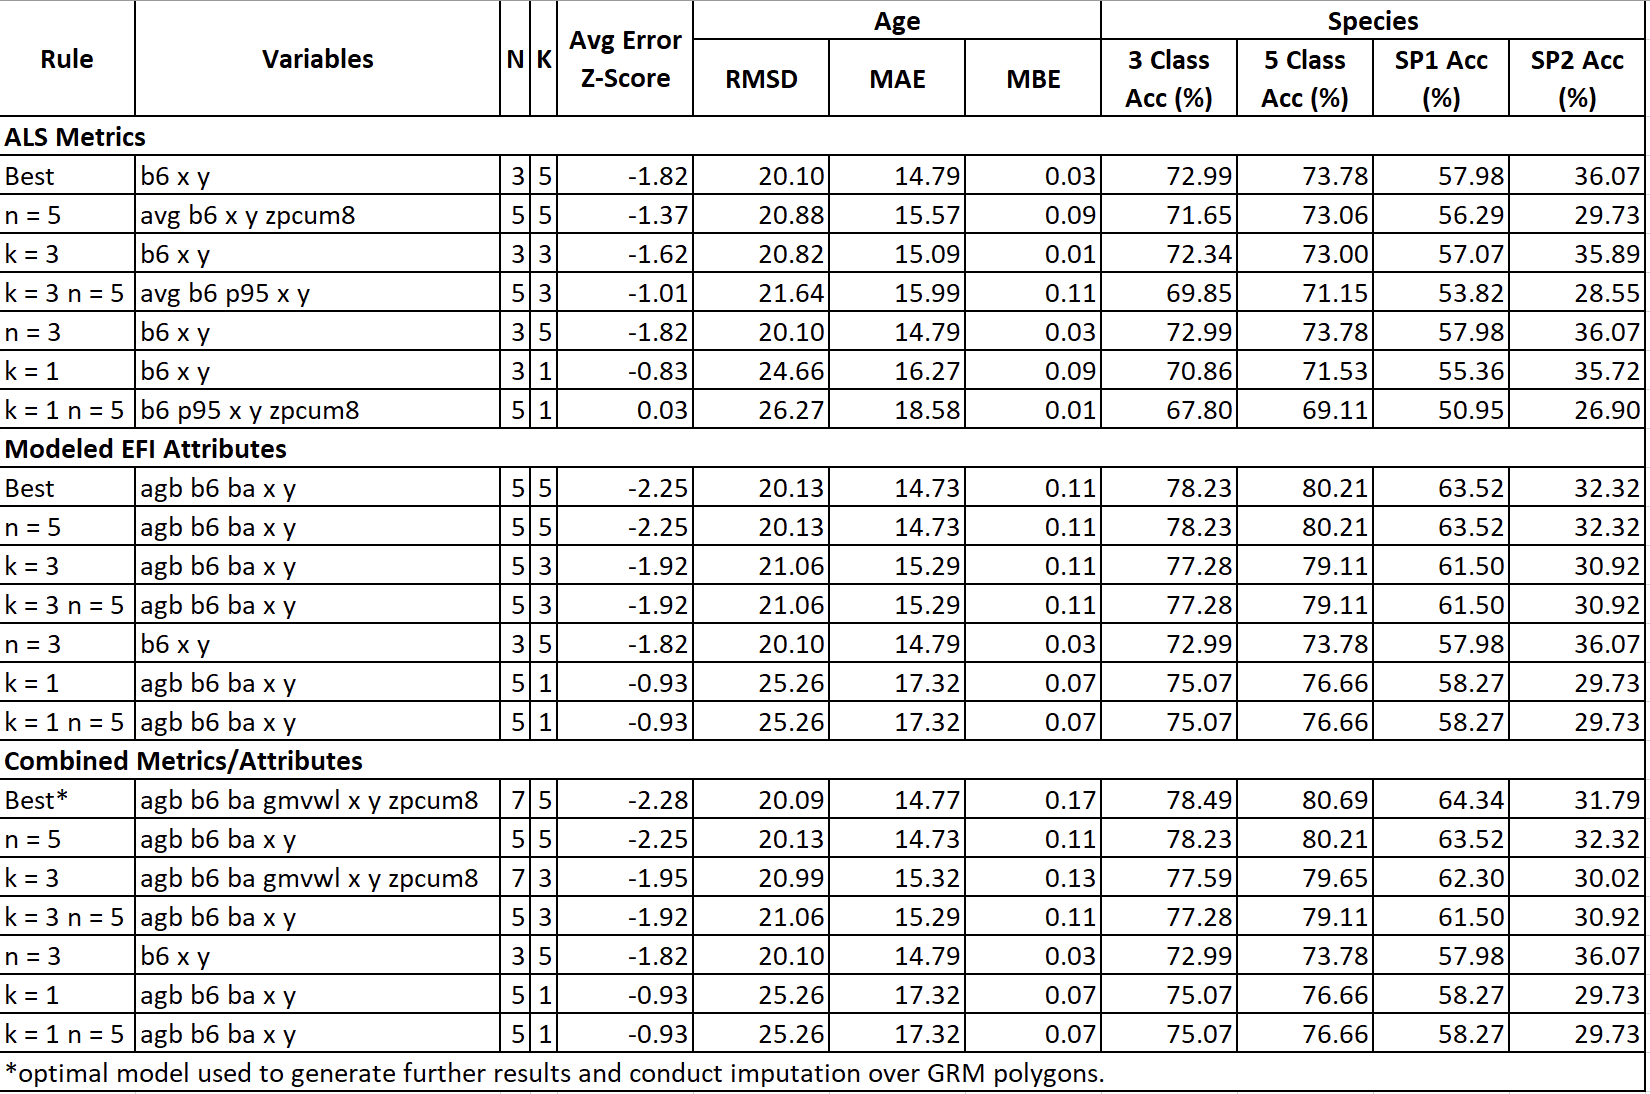 Rule Variables N K Avg Error Z-Score Age Species
RMSD MAE MBE 3 Class Acc (%) 5 Class Acc (%) SP1 Acc (%) SP2 Acc (%)
ALS Metrics
Best b6 x y 3 5 -1.82 20.10 14.79 0.03 72.99 73.78 57.98 36.07
n = 5 avg b6 x y zpcum8 5 5 -1.37 20.88 15.57 0.09 71.65 73.06 56.29 29.73
k = 3 b6 x y 3 3 -1.62 20.82 15.09 0.01 72.34 73.00 57.07 35.89
k = 3 n = 5 avg b6 p95 x y 5 3 -1.01 21.64 15.99 0.11 69.85 71.15 53.82 28.55
n = 3 b6 x y 3 5 -1.82 20.10 14.79 0.03 72.99 73.78 57.98 36.07
k = 1 b6 x y 3 1 -0.83 24.66 16.27 0.09 70.86 71.53 55.36 35.72
k = 1 n = 5 b6 p95 x y zpcum8 5 1 0.03 26.27 18.58 0.01 67.80 69.11 50.95 26.90
Modeled EFI Attributes
Best agb b6 ba x y 5 5 -2.25 20.13 14.73 0.11 78.23 80.21 63.52 32.32
n = 5 agb b6 ba x y 5 5 -2.25 20.13 14.73 0.11 78.23 80.21 63.52 32.32
k = 3 agb b6 ba x y 5 3 -1.92 21.06 15.29 0.11 77.28 79.11 61.50 30.92
k = 3 n = 5 agb b6 ba x y 5 3 -1.92 21.06 15.29 0.11 77.28 79.11 61.50 30.92
n = 3 b6 x y 3 5 -1.82 20.10 14.79 0.03 72.99 73.78 57.98 36.07
k = 1 agb b6 ba x y 5 1 -0.93 25.26 17.32 0.07 75.07 76.66 58.27 29.73
k = 1 n = 5 agb b6 ba x y 5 1 -0.93 25.26 17.32 0.07 75.07 76.66 58.27 29.73
Combined Metrics/Attributes
Best* agb b6 ba gmvwl x y zpcum8 7 5 -2.28 20.09 14.77 0.17 78.49 80.69 64.34 31.79
n = 5 agb b6 ba x y 5 5 -2.25 20.13 14.73 0.11 78.23 80.21 63.52 32.32
k = 3 agb b6 ba gmvwl x y zpcum8 7 3 -1.95 20.99 15.32 0.13 77.59 79.65 62.30 30.02
k = 3 n = 5 agb b6 ba x y 5 3 -1.92 21.06 15.29 0.11 77.28 79.11 61.50 30.92
n = 3 b6 x y 3 5 -1.82 20.10 14.79 0.03 72.99 73.78 57.98 36.07
k = 1 agb b6 ba x y 5 1 -0.93 25.26 17.32 0.07 75.07 76.66 58.27 29.73
k = 1 n = 5 agb b6 ba x y 5 1 -0.93 25.26 17.32 0.07 75.07 76.66 58.27 29.73
*optimal model used to generate further results and conduct imputation over GRM polygons.